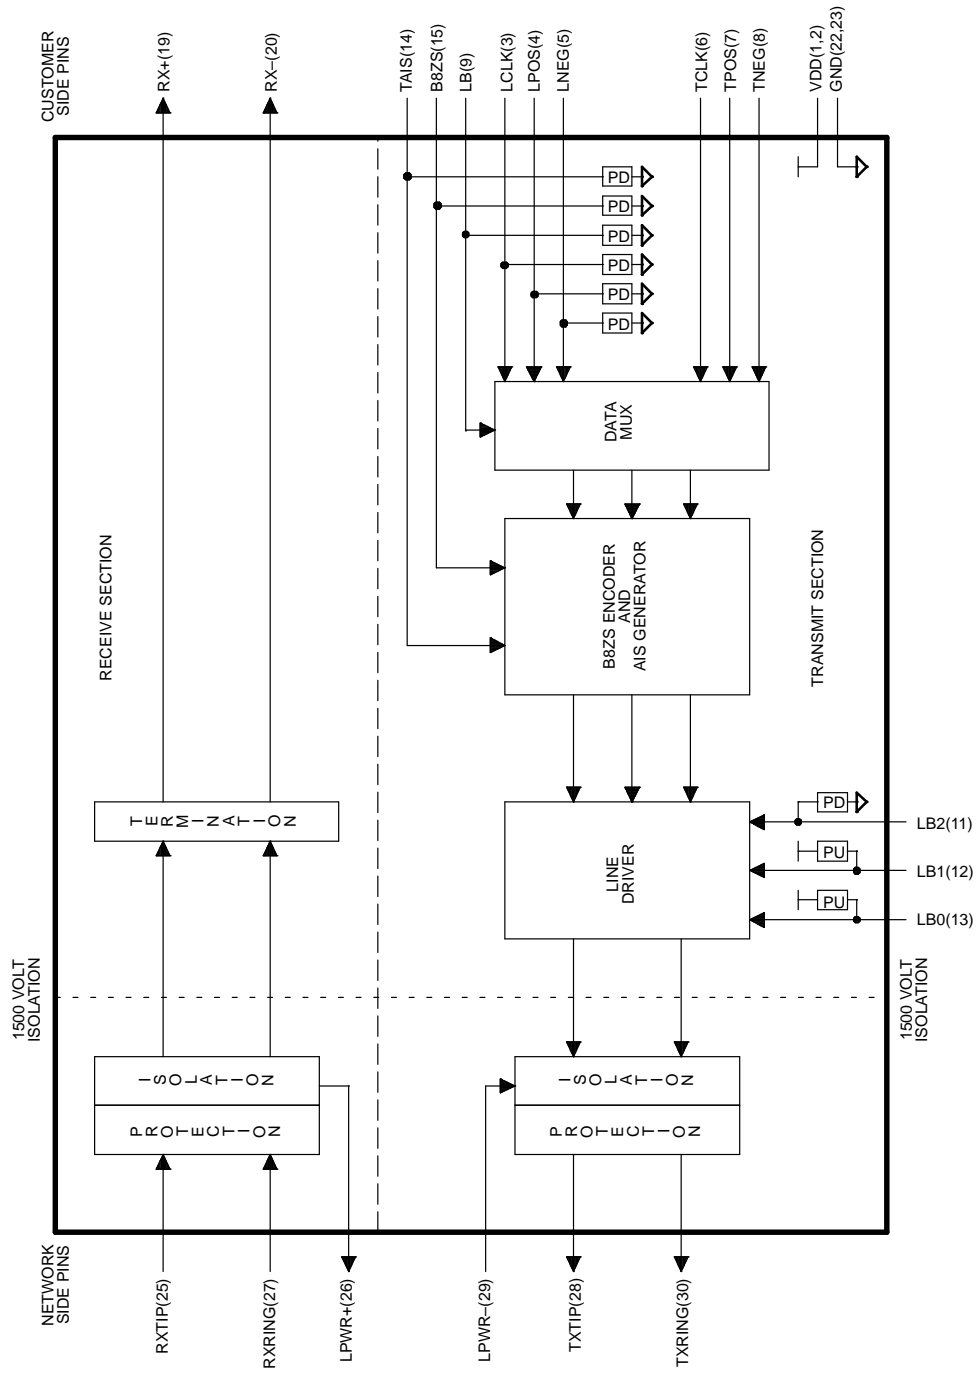 CUSTOMER
SIDE PINS
RX+(19)
RX–(20)
TAIS(14)
B8ZS(15)
LB(9)
LCLK(3)
LPOS(4)
LNEG(5)
TCLK(6)
TPOS(7)
TNEG(8)
VDD(1,2)
GND(22,23)
PD
PD
PD
PD
PD
PD
DATA
MUX
RECEIVE SECTION
B8ZS ENCODER
AND
AIS GENERATOR
TRANSMIT SECTION
TERMINATION
LINE
DRIVER
PD
LB2(11)
PU
LB1(12)
PU
LB0(13)
1500 VOLT
ISOLATION
1500 VOLT
ISOLATION
ISOLATION
PROTECTION
ISOLATION
PROTECTION
NETWORK
SIDE PINS
RXTIP(25)
RXRING(27)
LPWR+(26)
LPWR–(29)
TXTIP(28)
TXRING(30)